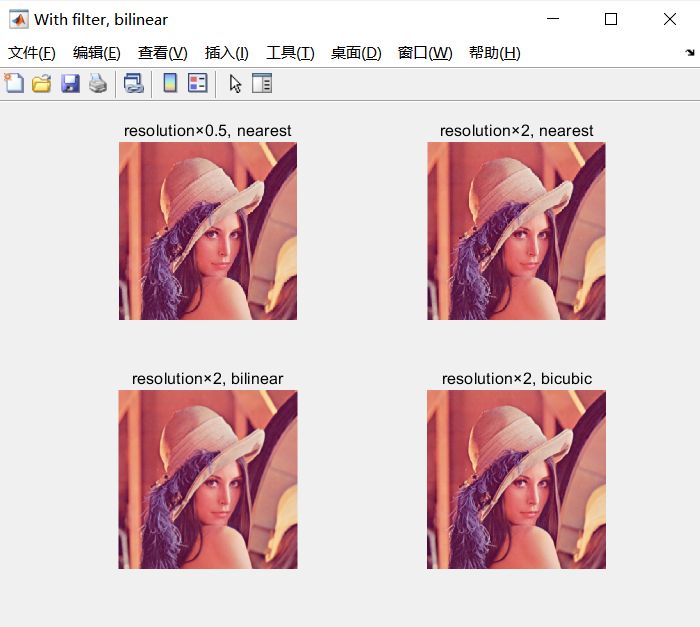 With filter, bilinear
文件(F) 编辑(E) 查看(V) 插入(I) 工具(T) 桌面(D) 窗口(W) 帮助(H)
resolution×0.5, nearest
resolution×2, nearest
resolution×2, bilinear
resolution×2, bicubic